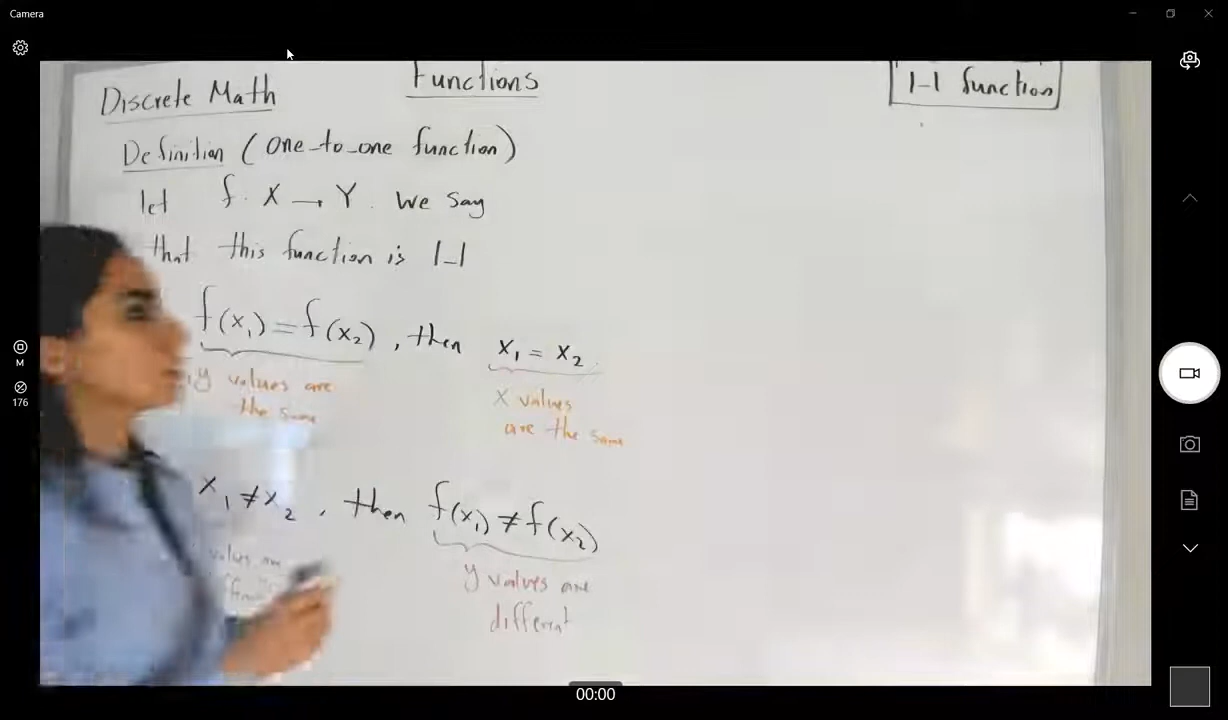 Camera
Discrete Math
Functions
1-1 function
Definition (One-to-one function)
let f: X → Y. We say
that this function is 1-1
f(x₁) = f(x₂), then x₁ = x₂
y values are
the same
x values
are the same
x₁ ≠ x₂, then f(x₁) ≠ f(x₂)
values are
y values are
different
M
176
00:00